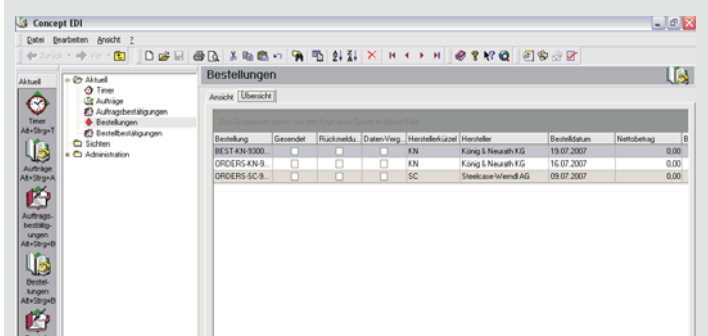 Concept EDI
Datei Bearbeiten Ansicht ?
Zurück Vor
Aktuell
Timer
Alt+Strg+T
Aufträge
Alt+Strg+A
Auftrags-
bestätig-
ungen
Alt+Strg+B
Bestel-
lungen
Alt+Strg+B
Aktuell
Timer
Aufträge
Auftragsbestätigungen
Bestellungen
Bestellbestätigungen
Sichten
Administration
Bestellungen
Ansicht Übersicht
Bestellung Gesendet Rückmeldu.. Daten-Verg.. Herstellerkürzel Hersteller Bestelldatum Nettobetrag B
BEST-KN-9300... KN König & Neurath KG 19.07.2007 0,00
ORDERS-KN-9... KN König & Neurath KG 16.07.2007 0,00
ORDERS-SC-9... SC Steelcase Werndl AG 09.07.2007 0,00